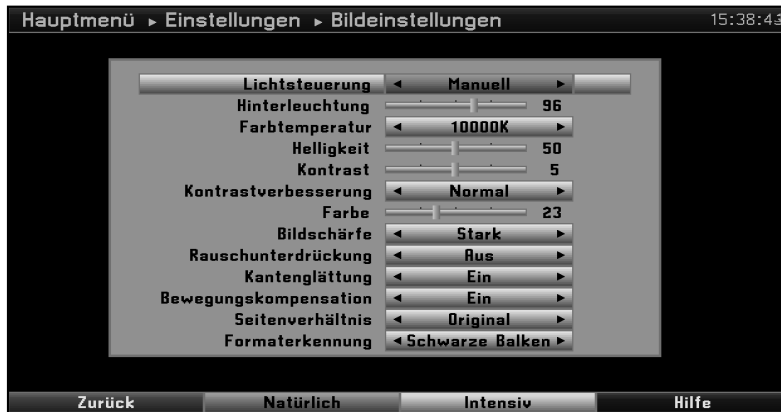 Hauptmenü ▸ Einstellungen ▸ Bildeinstellungen 15:38:43
Lichtsteuerung ◂ Manuell ▸
Hinterleuchtung 96
Farbtemperatur ◂ 10000K ▸
Helligkeit 50
Kontrast 5
Kontrastverbesserung ◂ Normal ▸
Farbe 23
Bildschärfe ◂ Stark ▸
Rauschunterdrückung ◂ Aus ▸
Kantenglättung ◂ Ein ▸
Bewegungskompensation ◂ Ein ▸
Seitenverhältnis ◂ Original ▸
Formaterkennung ◂ Schwarze Balken ▸
Zurück Natürlich Intensiv Hilfe